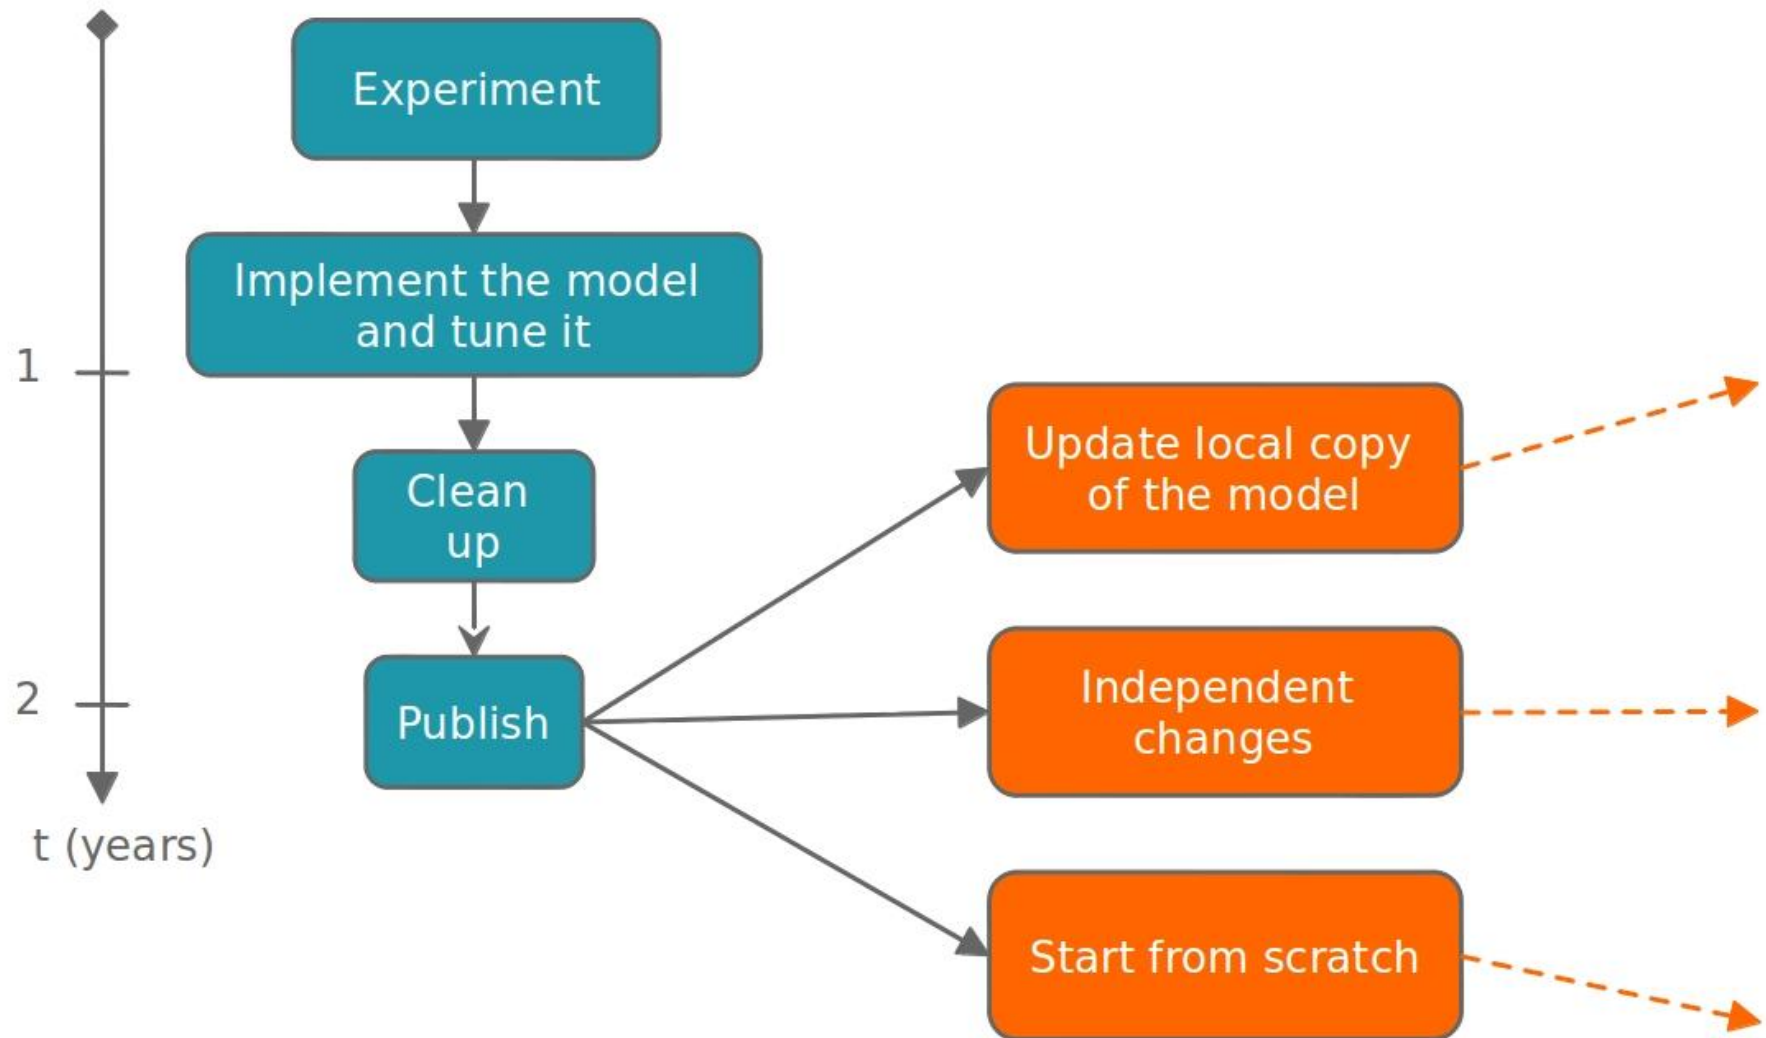 Experiment
Implement the model
and tune it
1
Clean
up
Publish
2
t (years)
Update local copy
of the model
Independent
changes
Start from scratch